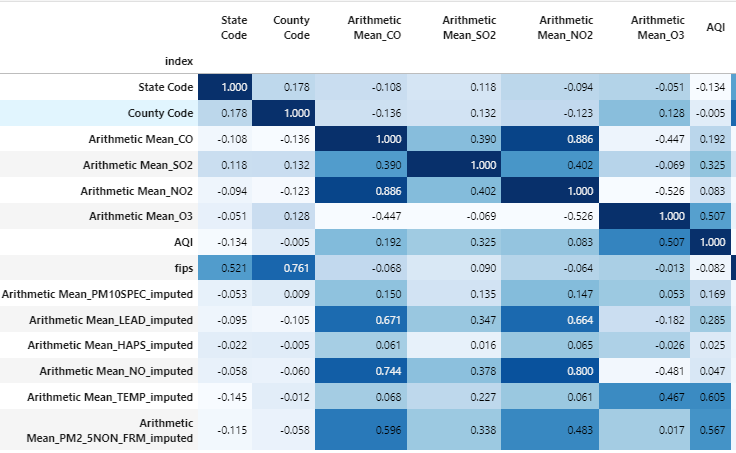 State Code County Code Arithmetic Mean_CO Arithmetic Mean_SO2 Arithmetic Mean_NO2 Arithmetic Mean_O3 AQI
index
State Code 1.000 0.178 -0.108 0.118 -0.094 -0.051 -0.134
County Code 0.178 1.000 -0.136 0.132 -0.123 0.128 -0.005
Arithmetic Mean_CO -0.108 -0.136 1.000 0.390 0.886 -0.447 0.192
Arithmetic Mean_SO2 0.118 0.132 0.390 1.000 0.402 -0.069 0.325
Arithmetic Mean_NO2 -0.094 -0.123 0.886 0.402 1.000 -0.526 0.083
Arithmetic Mean_O3 -0.051 0.128 -0.447 -0.069 -0.526 1.000 0.507
AQI -0.134 -0.005 0.192 0.325 0.083 0.507 1.000
fips 0.521 0.761 -0.068 0.090 -0.064 -0.013 -0.082
Arithmetic Mean_PM10SPEC_imputed -0.053 0.009 0.150 0.135 0.147 0.053 0.169
Arithmetic Mean_LEAD_imputed -0.095 -0.105 0.671 0.347 0.664 -0.182 0.285
Arithmetic Mean_HAPS_imputed -0.022 -0.005 0.061 0.016 0.065 -0.026 0.025
Arithmetic Mean_NO_imputed -0.058 -0.060 0.744 0.378 0.800 -0.481 0.047
Arithmetic Mean_TEMP_imputed -0.145 -0.012 0.068 0.227 0.061 0.467 0.605
Arithmetic Mean_PM2_5NON_FRM_imputed -0.115 -0.058 0.596 0.338 0.483 0.017 0.567